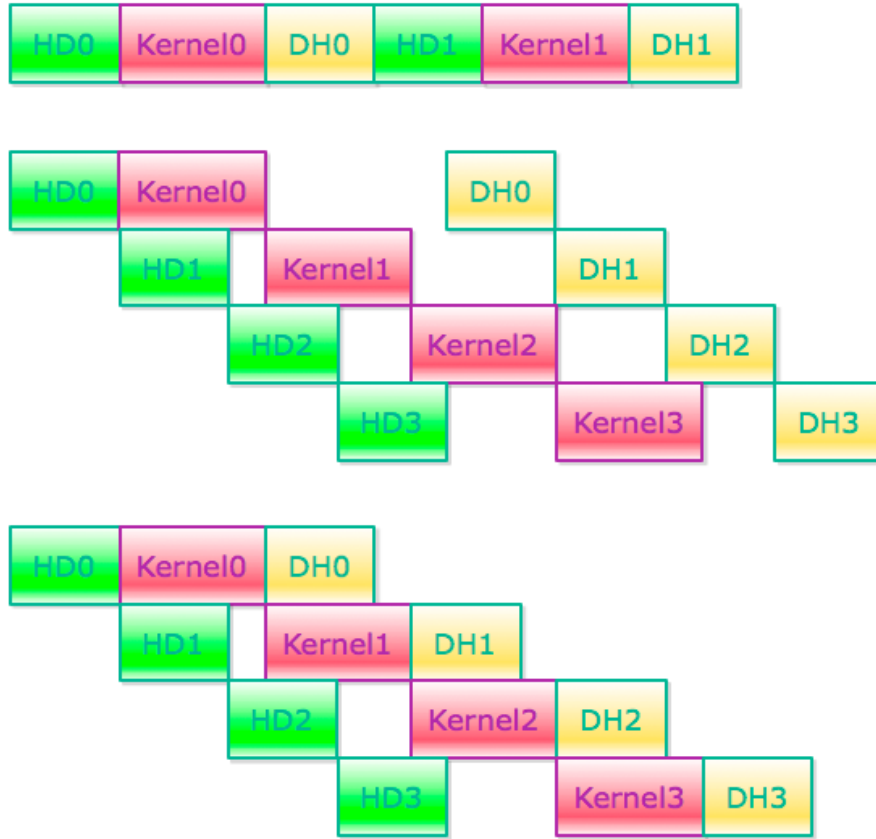 HD0 Kernel0 DH0 HD1 Kernel1 DH1
HD0 Kernel0 DH0
HD1 Kernel1 DH1
HD2 Kernel2 DH2
HD3 Kernel3 DH3
HD0 Kernel0 DH0
HD1 Kernel1 DH1
HD2 Kernel2 DH2
HD3 Kernel3 DH3